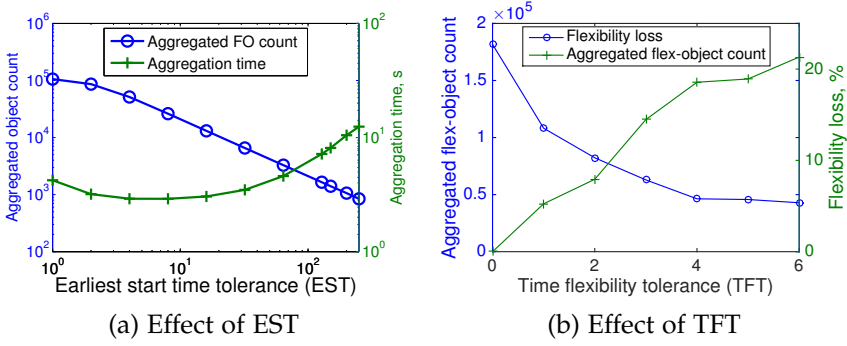 Aggregated object count
10^6
10^5
10^4
10^3
10^2
Aggregated FO count
Aggregation time
10^2
10^1
10^0
Aggregation time, s
10^0
10^1
10^2
Earliest start time tolerance (EST)
(a) Effect of EST
Aggregated flex-object count
2 x 10^5
1.5
1
0.5
0
Flexibility loss
Aggregated flex-object count
20
10
0
Flexibility loss, %
0
2
4
6
Time flexibility tolerance (TFT)
(b) Effect of TFT